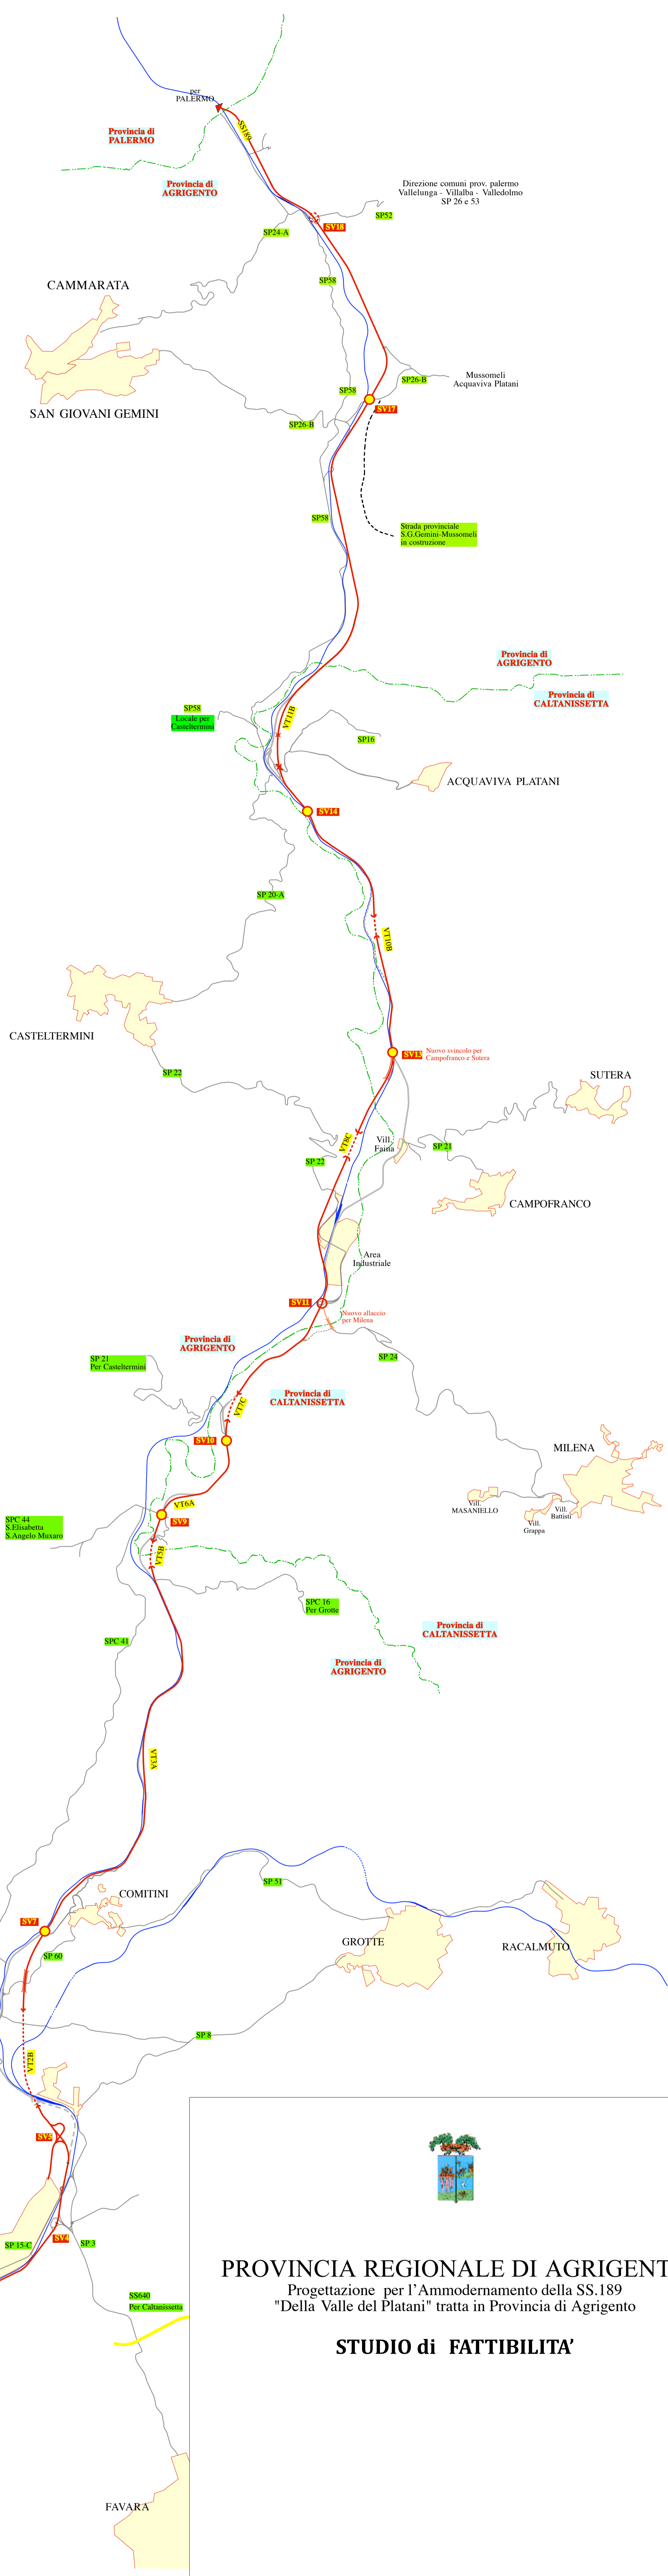 per
PALERMO
SS189
Provincia di
PALERMO
Provincia di
AGRIGENTO
Direzione comuni prov. palermo
Vallelunga - Villalba - Valledolmo
SP 26 e 53
SP52
SV18
SP24-A
SP58
CAMMARATA
SAN GIOVANI GEMINI
Mussomeli
Acquaviva Platani
SP26-B
SP58
SV17
SP26-B
SP58
Strada provinciale
S.G.Gemini-Mussomeli
in costruzione
Provincia di
AGRIGENTO
Provincia di
CALTANISSETTA
SP58
Locale per
Casteltermini
VT11B
SP16
ACQUAVIVA PLATANI
SV14
SP 20-A
VT10B
CASTELTERMINI
SV13
Nuovo svincolo per
Campofranco e Sutera
SP 22
SUTERA
VT8C
Vill.
Faina
SP 21
SP 22
CAMPOFRANCO
Area
Industriale
SV11
Nuovo allaccio
per Milena
Provincia di
AGRIGENTO
SP 21
Per Casteltermini
SP 24
Provincia di
CALTANISSETTA
VT7C
SV10
MILENA
Vill.
MASANIELLO
Vill.
Battisti
Vill.
Grappa
VT6A
SV9
SPC 44
S.Elisabetta
S.Angelo Muxaro
VT5B
SPC 16
Per Grotte
Provincia di
CALTANISSETTA
SPC 41
Provincia di
AGRIGENTO
VT3A
SP 51
COMITINI
SV7
GROTTE
RACALMUTO
SP 60
SP 8
VT2B
SV5
SV4
SP 3
SP 15-C
SS640
Per Caltanissetta
PROVINCIA REGIONALE DI AGRIGENT
Progettazione per l'Ammodernamento della SS.189
"Della Valle del Platani" tratta in Provincia di Agrigento
STUDIO di FATTIBILITA’
FAVARA